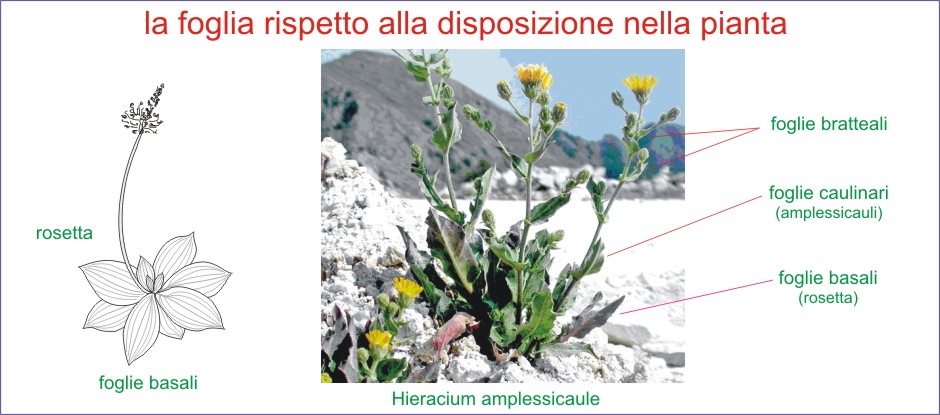 la foglia rispetto alla disposizione nella pianta
rosetta
foglie basali
foglie bratteali
foglie caulinari
(amplessicauli)
foglie basali
(rosetta)
Hieracium amplessicaule